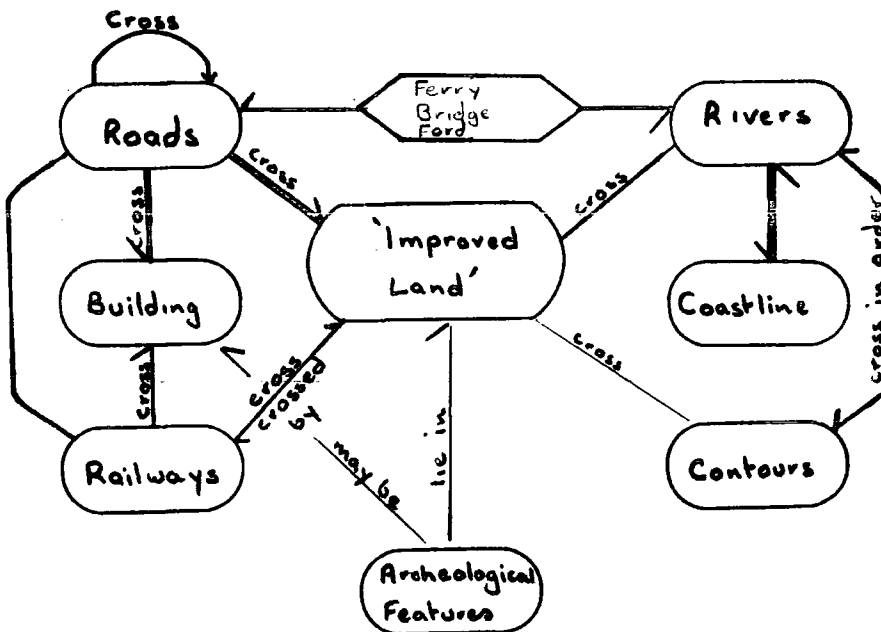 Cross
Ferry
Bridge
Ford
Roads
Rivers
cross
cross
cross
'Improved
Land'
Building
Coastline
cross in order
cross
cross
cross
crossed
by
may be
lie in
Railways
Contours
Archeological
Features